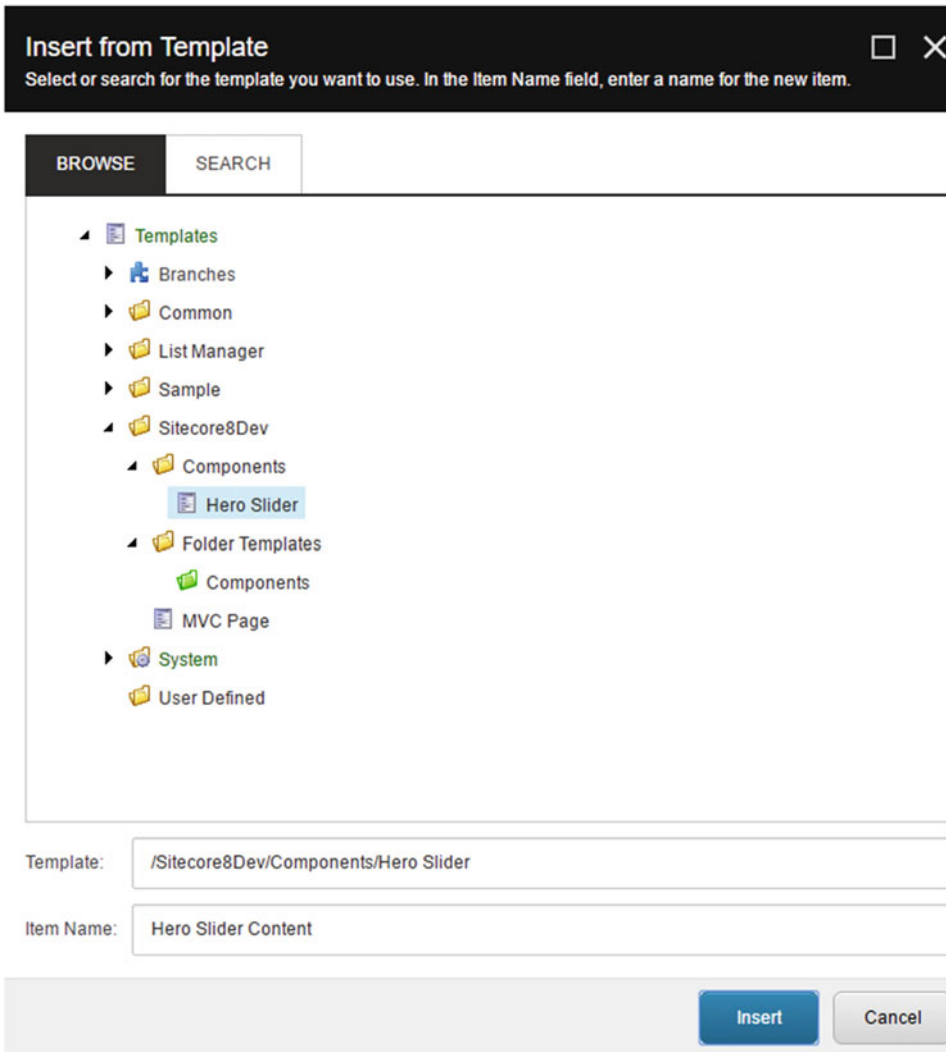 Insert from Template
Select or search for the template you want to use. In the Item Name field, enter a name for the new item.
BROWSE SEARCH
Templates
Branches
Common
List Manager
Sample
Sitecore8Dev
Components
Hero Slider
Folder Templates
Components
MVC Page
System
User Defined
Template: /Sitecore8Dev/Components/Hero Slider
Item Name: Hero Slider Content
Insert Cancel